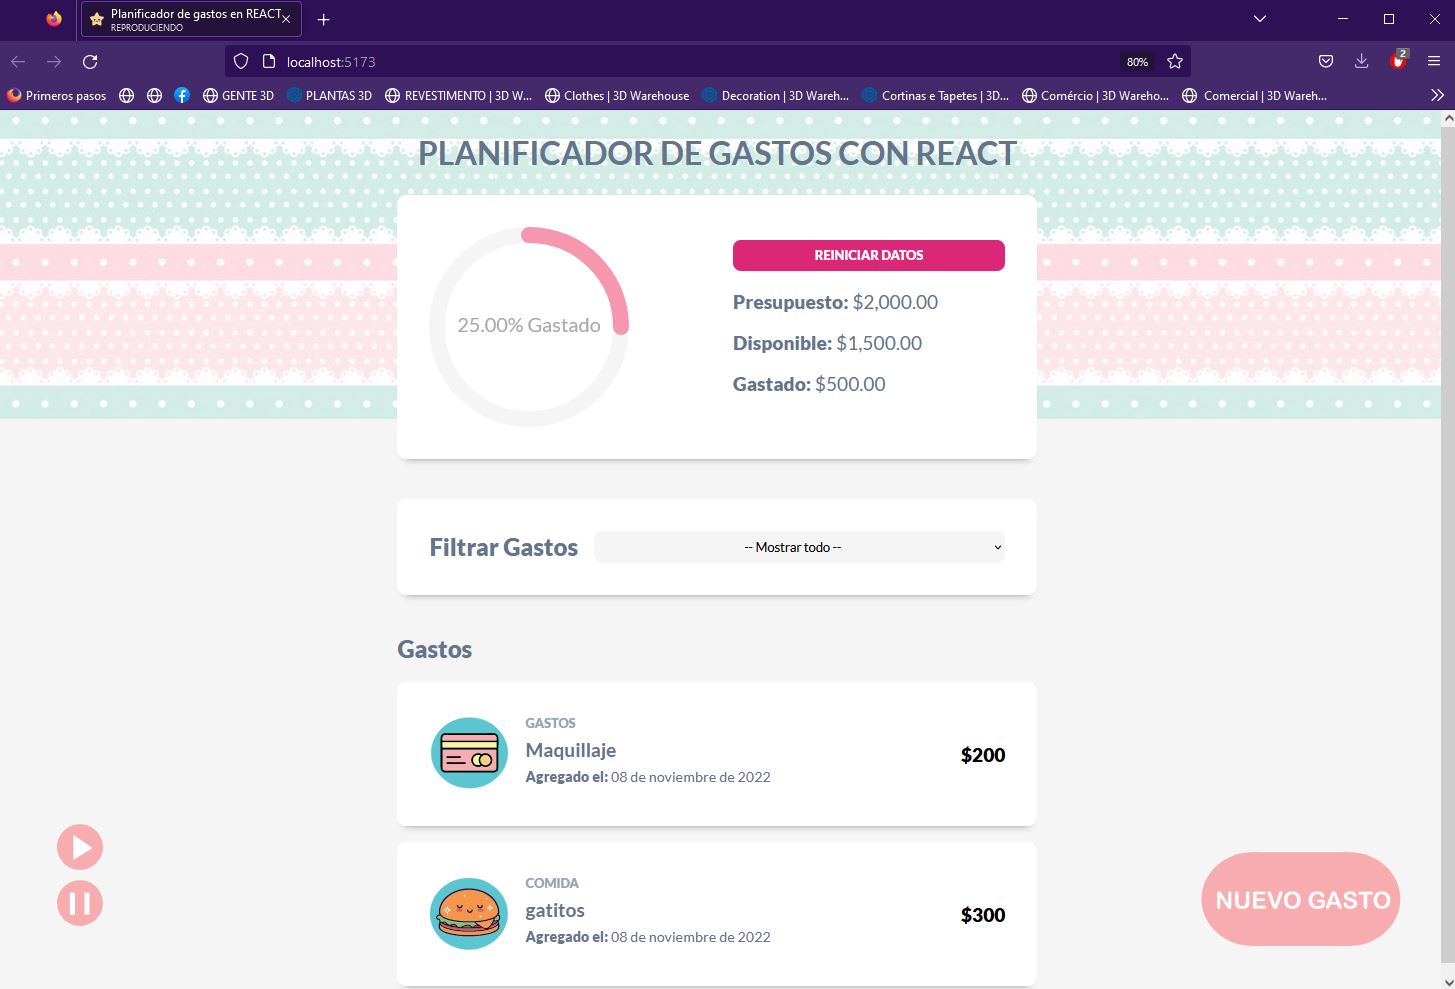 Planificador de gastos en REACT
REPRODUCIENDO
localhost:5173
80%
2
Primeros pasos
GENTE 3D
PLANTAS 3D
REVESTIMENTO | 3D W...
Clothes | 3D Warehouse
Decoration | 3D Wareh...
Cortinas e Tapetes | 3D...
Comércio | 3D Wareho...
Comercial | 3D Wareh...
PLANIFICADOR DE GASTOS CON REACT
25.00% Gastado
REINICIAR DATOS
Presupuesto: $2,000.00
Disponible: $1,500.00
Gastado: $500.00
Filtrar Gastos
-- Mostrar todo --
Gastos
GASTOS
Maquillaje
Agregado el: 08 de noviembre de 2022
$200
COMIDA
gatitos
Agregado el: 08 de noviembre de 2022
$300
NUEVO GASTO